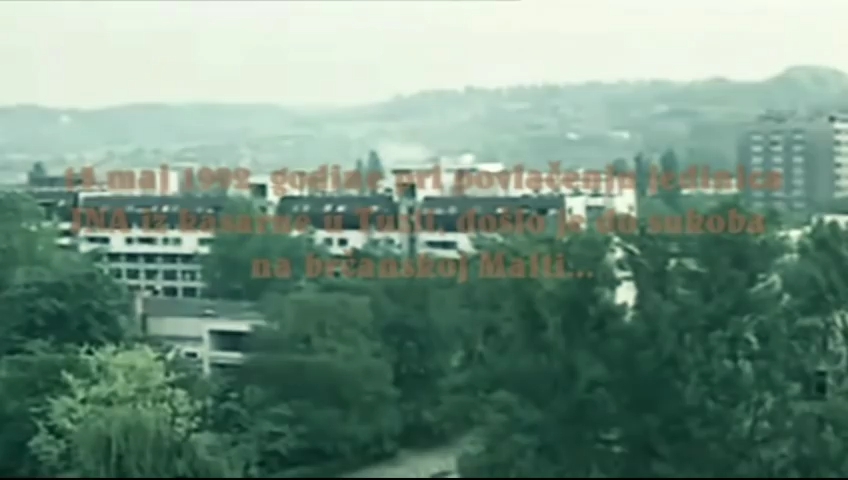 15.maj 1992. godine pri povlačenju jedinica
JNA iz kasarne u Tuzli, došlo je do sukoba
na brčanskoj Malti...